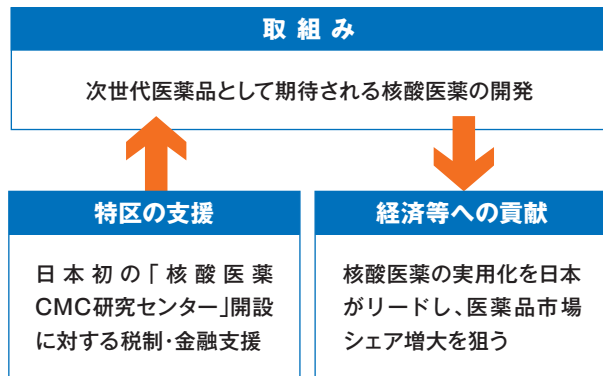 取組み
次世代医薬品として期待される核酸医薬の開発
特区の支援
日本初の「核酸医薬
CMC研究センター」開設
に対する税制・金融支援
経済等への貢献
核酸医薬の実用化を日本
がリードし、医薬品市場
シェア増大を狙う